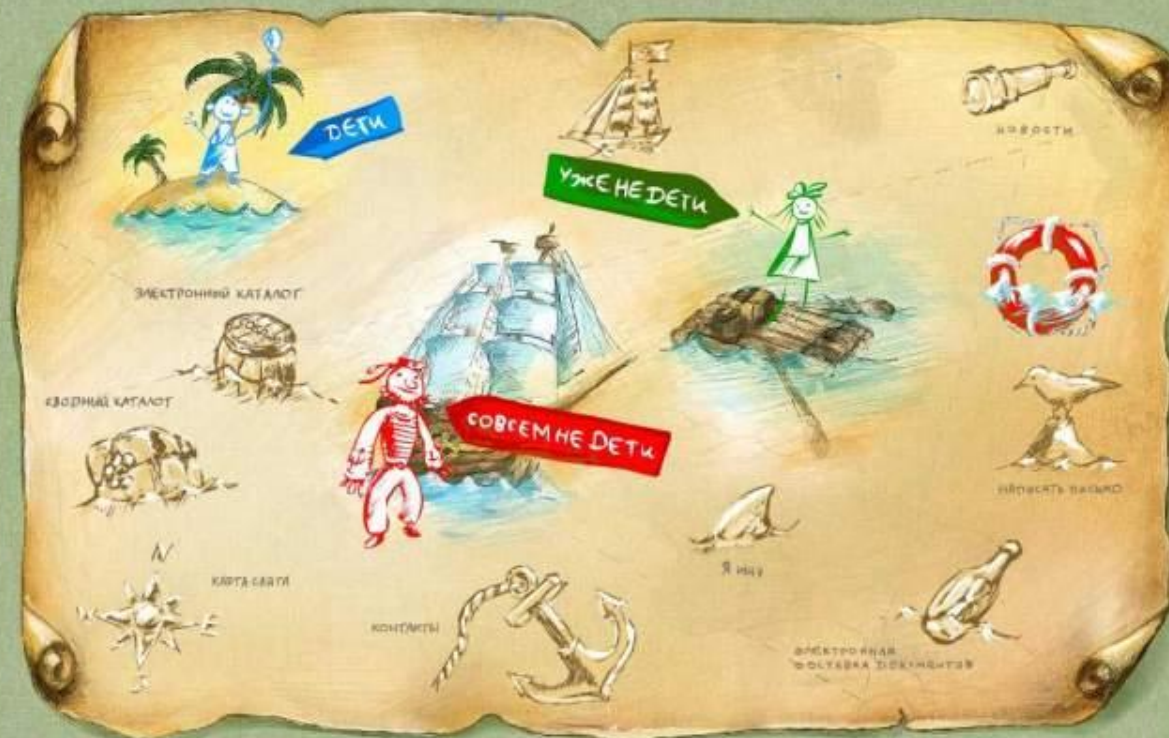 ДЕТИ
НОВОСТИ
УЖЕ НЕ ДЕТИ
ЭЛЕКТРОННЫЙ КАТАЛОГ
СВОДНЫЙ КАТАЛОГ
СОВСЕМ НЕ ДЕТИ
НАПИСАТЬ ПИСЬМО
N
КАРТА САЙТА
Я ИЩУ
КОНТАКТЫ
ЭЛЕКТРОННАЯ
ДОСТАВКА ДОКУМЕНТОВ